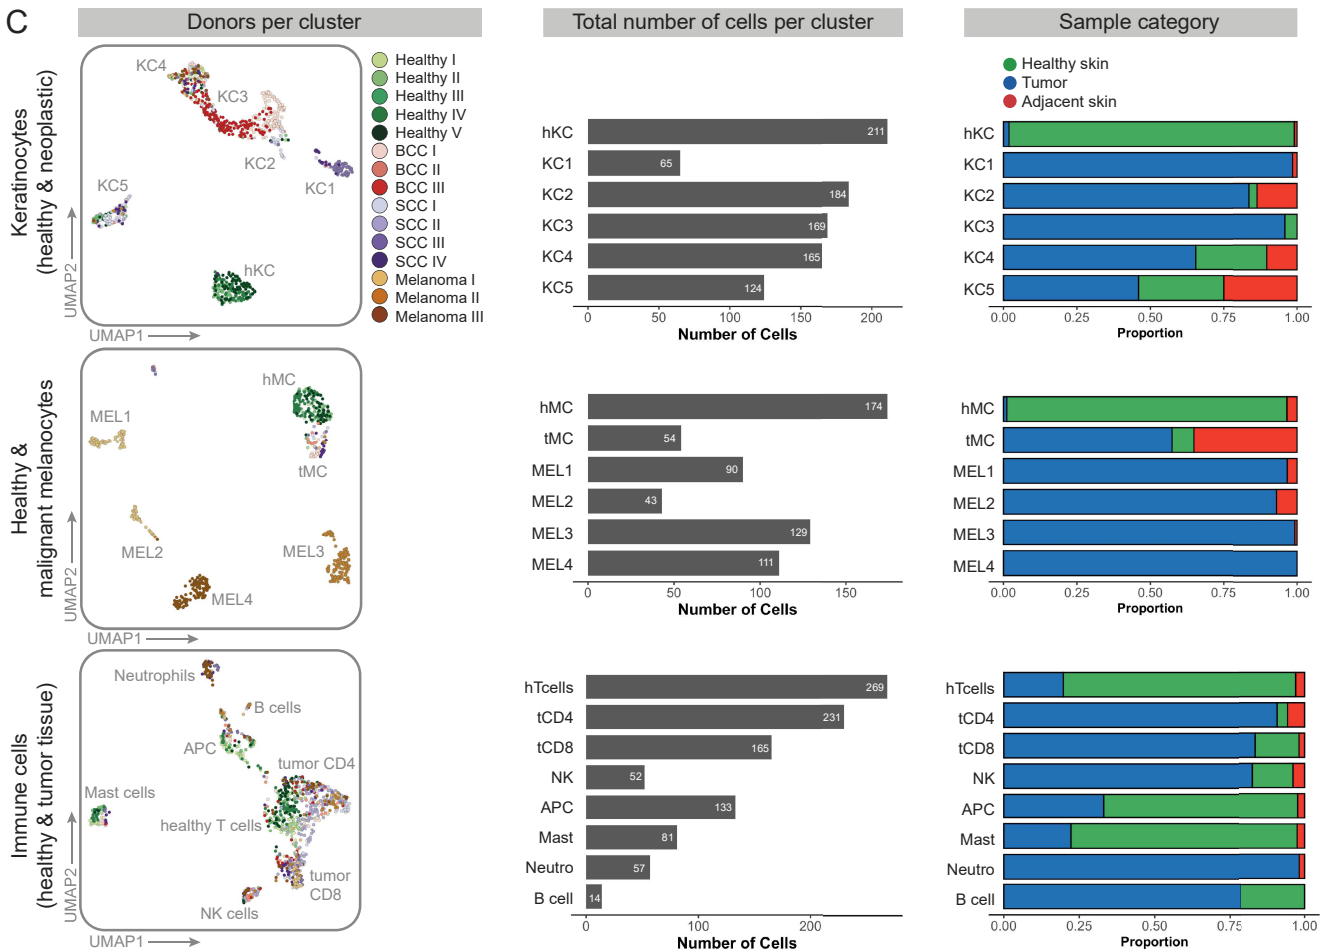 C
Donors per cluster
Total number of cells per cluster
Sample category
Keratinocytes
(healthy & neoplastic)
KC4
KC3
KC2
KC1
KC5
hKC
UMAP2
UMAP1
Healthy I
Healthy II
Healthy III
Healthy IV
Healthy V
BCC I
BCC II
BCC III
SCC I
SCC II
SCC III
SCC IV
Melanoma I
Melanoma II
Melanoma III
hKC 211
KC1 65
KC2 184
KC3 169
KC4 165
KC5 124
0 50 100 150 200
Number of Cells
Healthy skin
Tumor
Adjacent skin
hKC
KC1
KC2
KC3
KC4
KC5
0.00 0.25 0.50 0.75 1.00
Proportion
Healthy &
malignant melanocytes
hMC
MEL1
tMC
MEL2
MEL3
MEL4
UMAP2
UMAP1
hMC 174
tMC 54
MEL1 90
MEL2 43
MEL3 129
MEL4 111
0 50 100 150
Number of Cells
hMC
tMC
MEL1
MEL2
MEL3
MEL4
0.00 0.25 0.50 0.75 1.00
Proportion
Immune cells
(healthy & tumor tissue)
Neutrophils
B cells
APC
tumor CD4
Mast cells
healthy T cells
tumor
CD8
NK cells
UMAP2
UMAP1
hTcells 269
tCD4 231
tCD8 165
NK 52
APC 133
Mast 81
Neutro 57
B cell 14
0 100 200
Number of Cells
hTcells
tCD4
tCD8
NK
APC
Mast
Neutro
B cell
0.00 0.25 0.50 0.75 1.00
Proportion